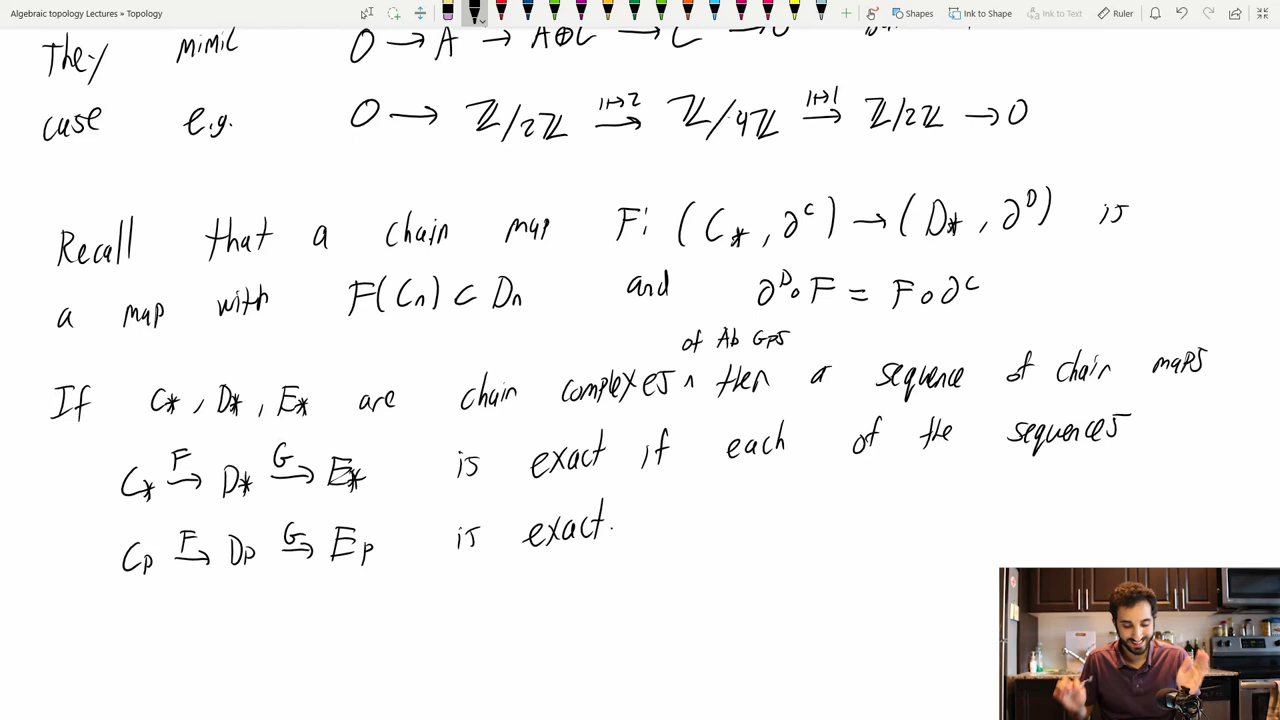 Algebraic topology Lectures » Topology
Shapes Ink to Shape Ink to Text Ruler
They mimic 0 → A → A⊕C → C → 0
case e.g. 0 → ℤ/2ℤ —1↦2→ ℤ/4ℤ —1↦1→ ℤ/2ℤ → 0
Recall that a chain map F: (C*, ∂ᶜ) → (D*, ∂ᴰ) is
a map with F(Cn) ⊂ Dn and ∂ᴰ∘F = F∘∂ᶜ
of Ab Gps
If C*, D*, E* are chain complexes ^ then a sequence of chain maps
C* —F→ D* —G→ E* is exact if each of the sequences
Cp —F→ Dp —G→ Ep is exact.